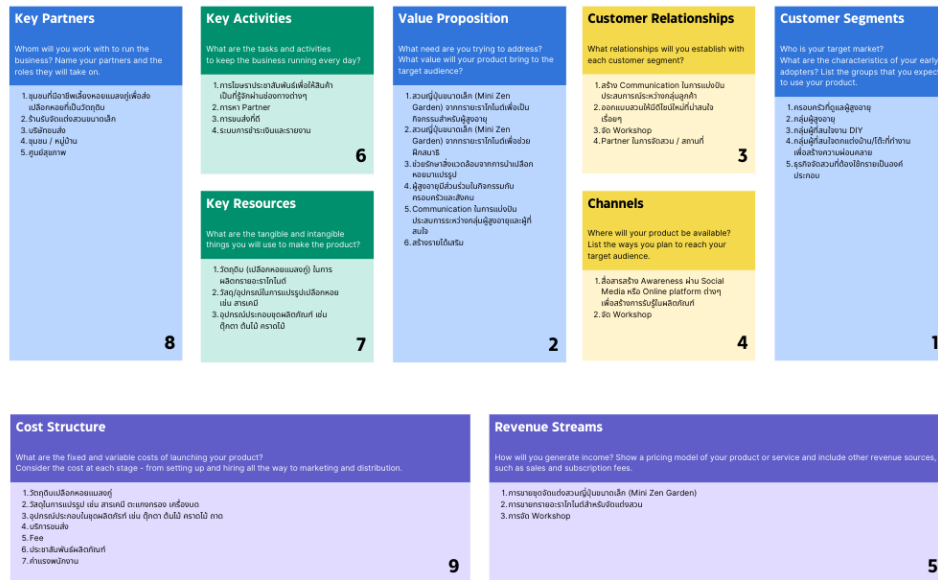 Key Partners
Whom will you work with to run the
business? Name your partners and the
roles they will take on.
1.ชุมชนที่มีอาชีพเลี้ยงหอยแมลงภู่เพื่อส่ง
เปลือกหอยที่เป็นวัตถุดิบ
2.ร้านรับจัดแต่งสวนขนาดเล็ก
3.บริษัทขนส่ง
4.ชุมชน / หมู่บ้าน
5.ศูนย์สุขภาพ
8
Key Activities
What are the tasks and activities
to keep the business running every day?
1.การโฆษราประชาสัมพันธ์เพื่อให้สินค้า
เป็นที่รู้จักผ่านช่องทางต่างๆ
2.การหา Partner
3.การขนส่งที่ดี
4.ระบบการชำระเงินและรายงาน
6
Key Resources
What are the tangible and intangible
things you will use to make the product?
1.วัตถุดิบ (เปลือกหอยแมลงภู่) ในการ
ผลิตทรายอะราโกไนต์
2.วัสดุ/อุปกรณ์ในการแปรรูปเปลือกหอย
เช่น สารเคมี
3.อุปกรณ์ประกอบชุดผลิตภัณฑ์ เช่น
ตุ๊กตา ต้นไม้ คราดไม้
7
Value Proposition
What need are you trying to address?
What value will your product bring to the
target audience?
1.สวนญี่ปุ่นขนาดเล็ก (Mini Zen
Garden) จากทรายอะราโกไนต์เพื่อเป็น
กิจกรรมสำหรับผู้สูงอายุ
2.สวนญี่ปุ่นขนาดเล็ก (Mini Zen
Garden) จากทรายอะราโกไนต์เพื่อช่วย
ฝึกสมาธิ
3.ช่วยรักษาสิ่งแวดล้อมจากการนำเปลือก
หอยมาแปรรูป
4.ผู้สูงอายุมีส่วนร่วมในกิจกรรมกับ
ครอบครัวและสังคม
5.Communication ในการแบ่งปัน
ประสบการระหว่างกลุ่มผู้สูงอายุและผู้ที่
สนใจ
6.สร้างรายได้เสริม
2
Customer Relationships
What relationships will you establish with
each customer segment?
1.สร้าง Communication ในการแบ่งปัน
ประสบการณ์ระหว่างกลุ่มลูกค้า
2.ออกแบบสวนให้มีดีไซน์ใหม่ที่น่าสนใจ
เรื่อยๆ
3.จัด Workshop
4.Partner ในการจัดสวน / สถานที่
3
Channels
Where will your product be available?
List the ways you plan to reach your
target audience.
1.สื่อสารสร้าง Awareness ผ่าน Social
Media หรือ Online platform ต่างๆ
เพื่อสร้างการรับรู้ในผลิตภัณฑ์
2.จัด Workshop
4
Customer Segments
Who is your target market?
What are the characteristics of your early
adopters? List the groups that you expect
to use your product.
1.ครอบครัวที่ดูแลผู้สูงอายุ
2.กลุ่มผู้สูงอายุ
3.กลุ่มผู้ที่สนใจงาน DIY
4.กลุ่มผู้ที่สนใจตกแต่งบ้าน/โต๊ะที่ทำงาน
เพื่อสร้างความผ่อนคลาย
5.ธุรกิจจัดสวนที่ต้องใช้ทรายเป็นองค์
ประกอบ
1
Cost Structure
What are the fixed and variable costs of launching your product?
Consider the cost at each stage - from setting up and hiring all the way to marketing and distribution.
1.วัตถุดิบเปลือกหอยแมลงภู่
2.วัสดุในการแปรรูป เช่น สารเคมี ตะแกงกรอง เครื่องบด
3.อุปกรณ์ประกอบในชุดผลิตภัรฑ์ เช่น ตุ๊กตา ต้นไม้ คราดไม้ ถาด
4.บริการขนส่ง
5.Fee
6.ประชาสัมพันธ์ผลิตภัณฑ์
7.ค่าแรงพนักงาน
9
Revenue Streams
How will you generate income? Show a pricing model of your product or service and include other revenue sources,
such as sales and subscription fees.
1.การขายชุดจัดแต่งสวนญี่ปุ่นขนาดเล็ก (Mini Zen Garden)
2.การขายทรายอะราโกไนต์สำหรับจัดแต่งสวน
3.การจัด Workshop
5